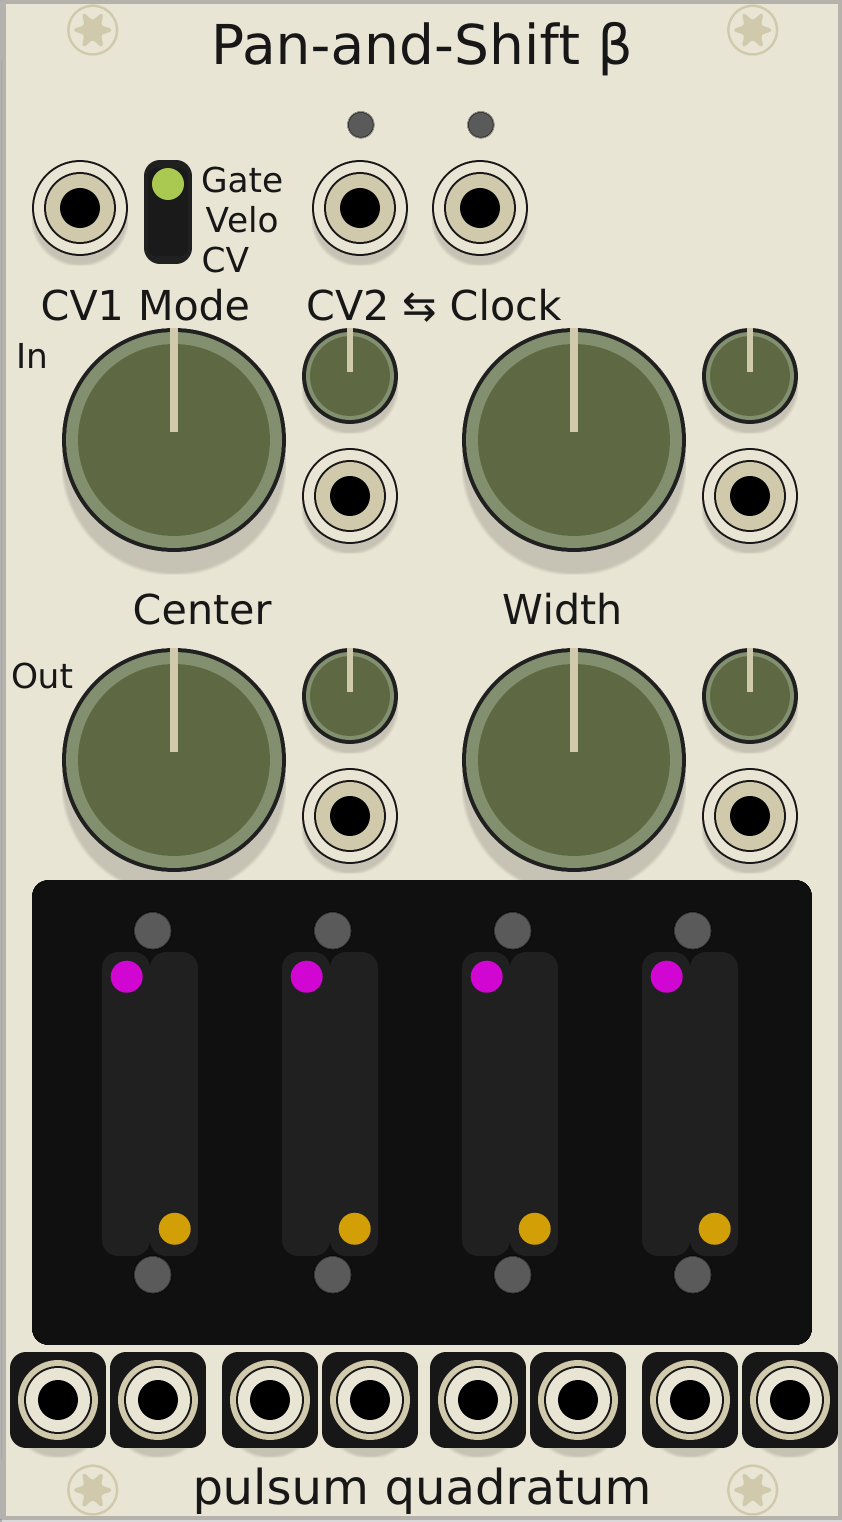 Pan-and-Shift β
Gate
Velo
CV
CV1 Mode CV2 ⇆ Clock
In
Center Width
Out
pulsum quadratum